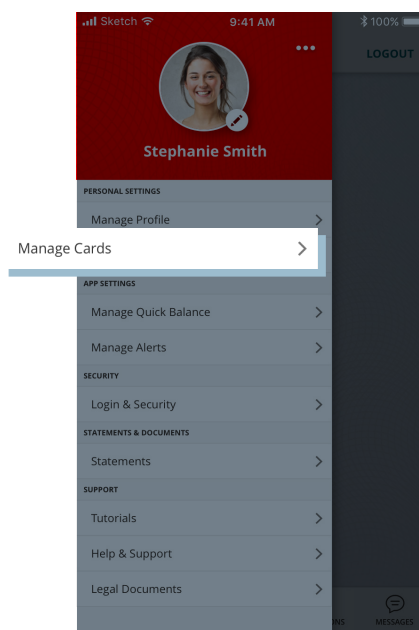 Sketch 9:41 AM 100%
LOGOUT
Stephanie Smith
PERSONAL SETTINGS
Manage Profile
Manage Cards
APP SETTINGS
Manage Quick Balance
Manage Alerts
SECURITY
Login & Security
STATEMENTS & DOCUMENTS
Statements
SUPPORT
Tutorials
Help & Support
Legal Documents
NS MESSAGES